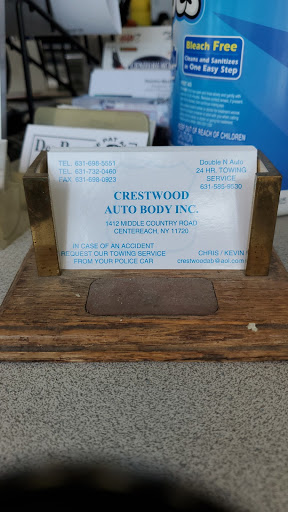 Bleach Free
Cleans and Sanitizes
in One Easy Step
KEEP OUT OF REACH OF CHILDREN
TEL. 631-698-5551
TEL. 631-732-0460
FAX 631-698-0923
Double N Auto
24 HR. TOWING
SERVICE
631-585-9530
CRESTWOOD
AUTO BODY INC.
1412 MIDDLE COUNTRY ROAD
CENTEREACH, NY 11720
IN CASE OF AN ACCIDENT
REQUEST OUR TOWING SERVICE
FROM YOUR POLICE CAR
CHRIS / KEVIN
crestwoodab@aol.com